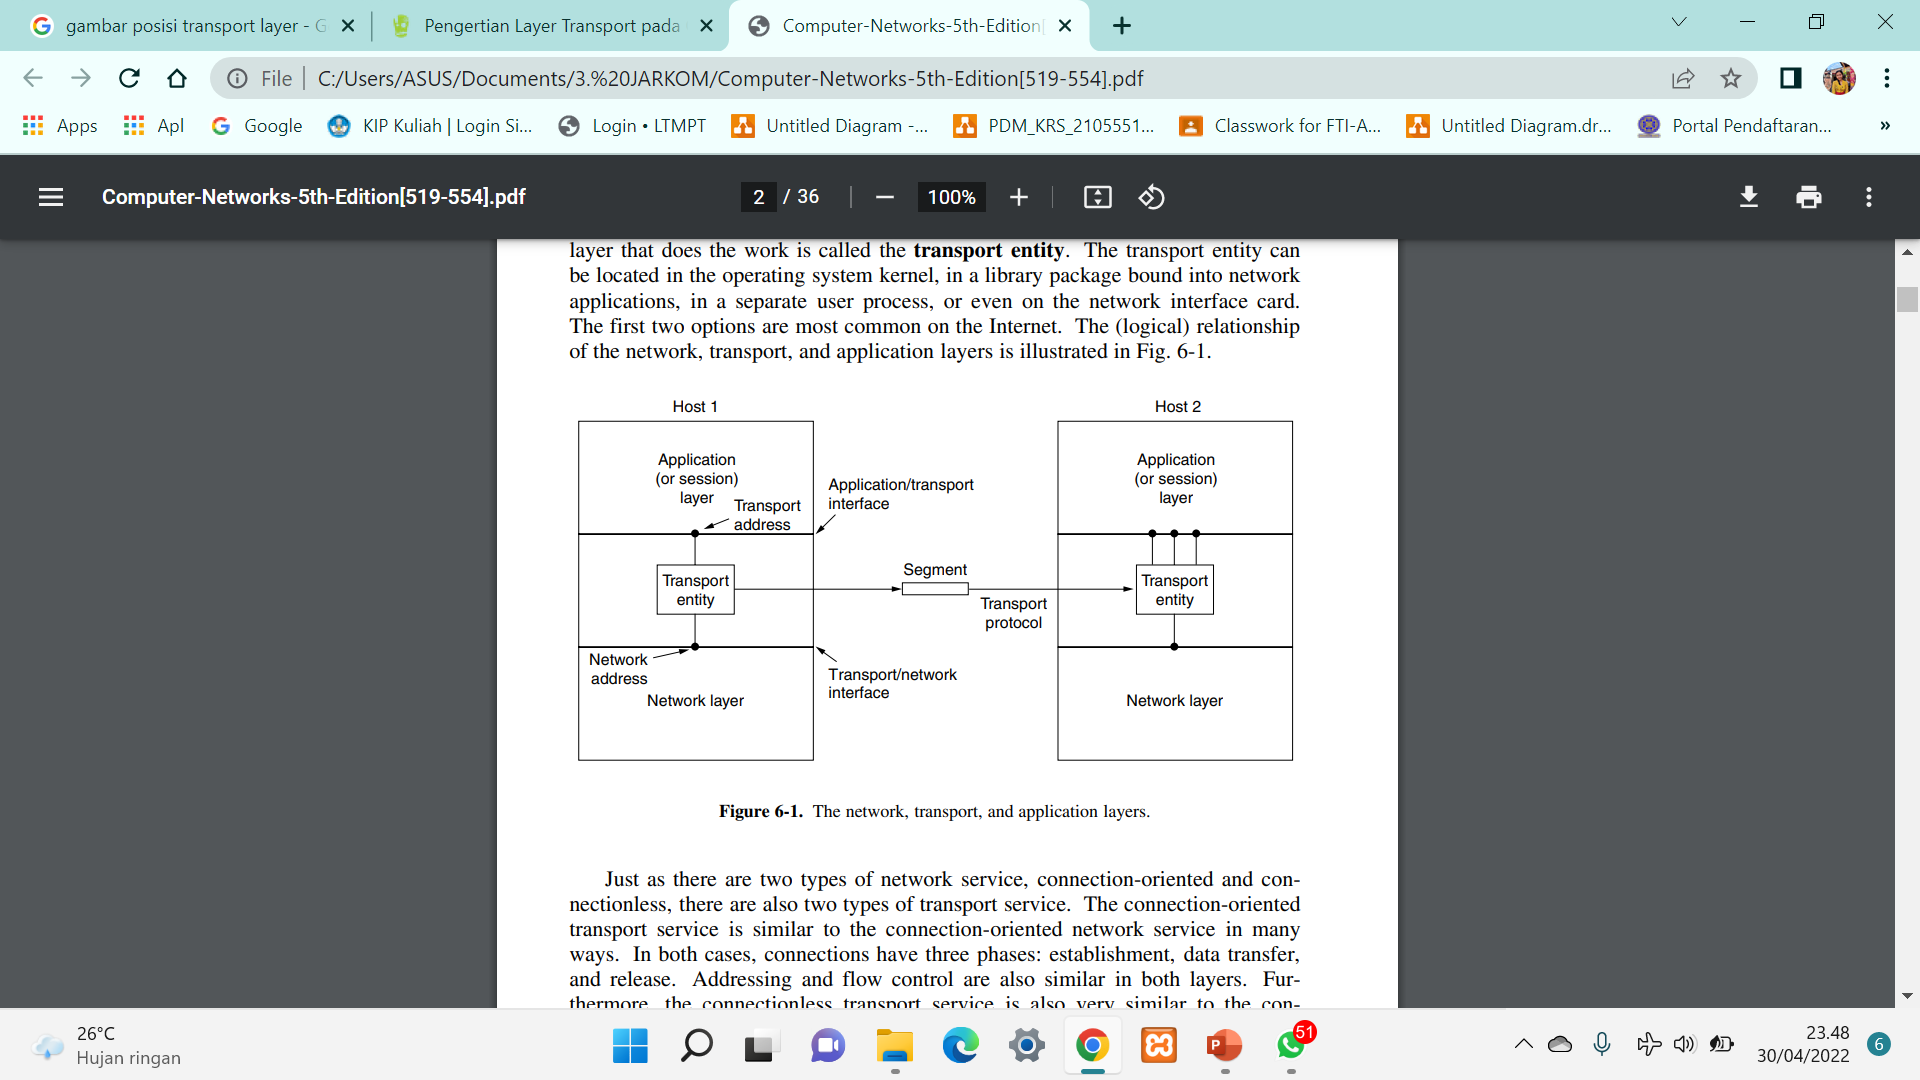 gambar posisi transport layer - G
Pengertian Layer Transport pada
Computer-Networks-5th-Edition[
File
C:/Users/ASUS/Documents/3.%20JARKOM/Computer-Networks-5th-Edition[519-554].pdf
Apps
Apl
Google
KIP Kuliah | Login Si...
Login • LTMPT
Untitled Diagram -...
PDM_KRS_2105551...
Classwork for FTI-A...
Untitled Diagram.dr...
Portal Pendaftaran...
»
Computer-Networks-5th-Edition[519-554].pdf
2 / 36
100%
layer that does the work is called the transport entity. The transport entity can
be located in the operating system kernel, in a library package bound into network
applications, in a separate user process, or even on the network interface card.
The first two options are most common on the Internet. The (logical) relationship
of the network, transport, and application layers is illustrated in Fig. 6-1.
Host 1
Application
(or session)
layer
Transport
address
Application/transport
interface
Transport
entity
Segment
Transport
protocol
Network
address
Network layer
Transport/network
interface
Host 2
Application
(or session)
layer
Transport
entity
Network layer
Figure 6-1. The network, transport, and application layers.
Just as there are two types of network service, connection-oriented and con-
nectionless, there are also two types of transport service. The connection-oriented
transport service is similar to the connection-oriented network service in many
ways. In both cases, connections have three phases: establishment, data transfer,
and release. Addressing and flow control are also similar in both layers. Fur-
thermore, the connectionless transport service is also very similar to the con-
26°C
Hujan ringan
51
23.48
30/04/2022
6